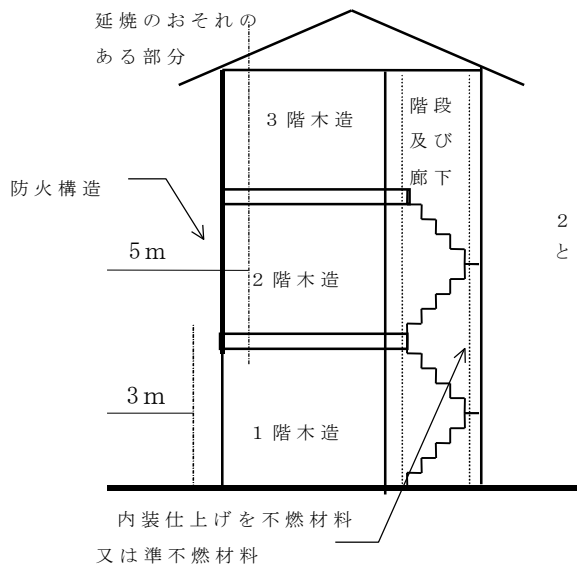 延焼のおそれの
ある部分
3階木造
階段
及び
廊下
防火構造
2
と
5m
2階木造
3m
1階木造
内装仕上げを不燃材料
又は準不燃材料